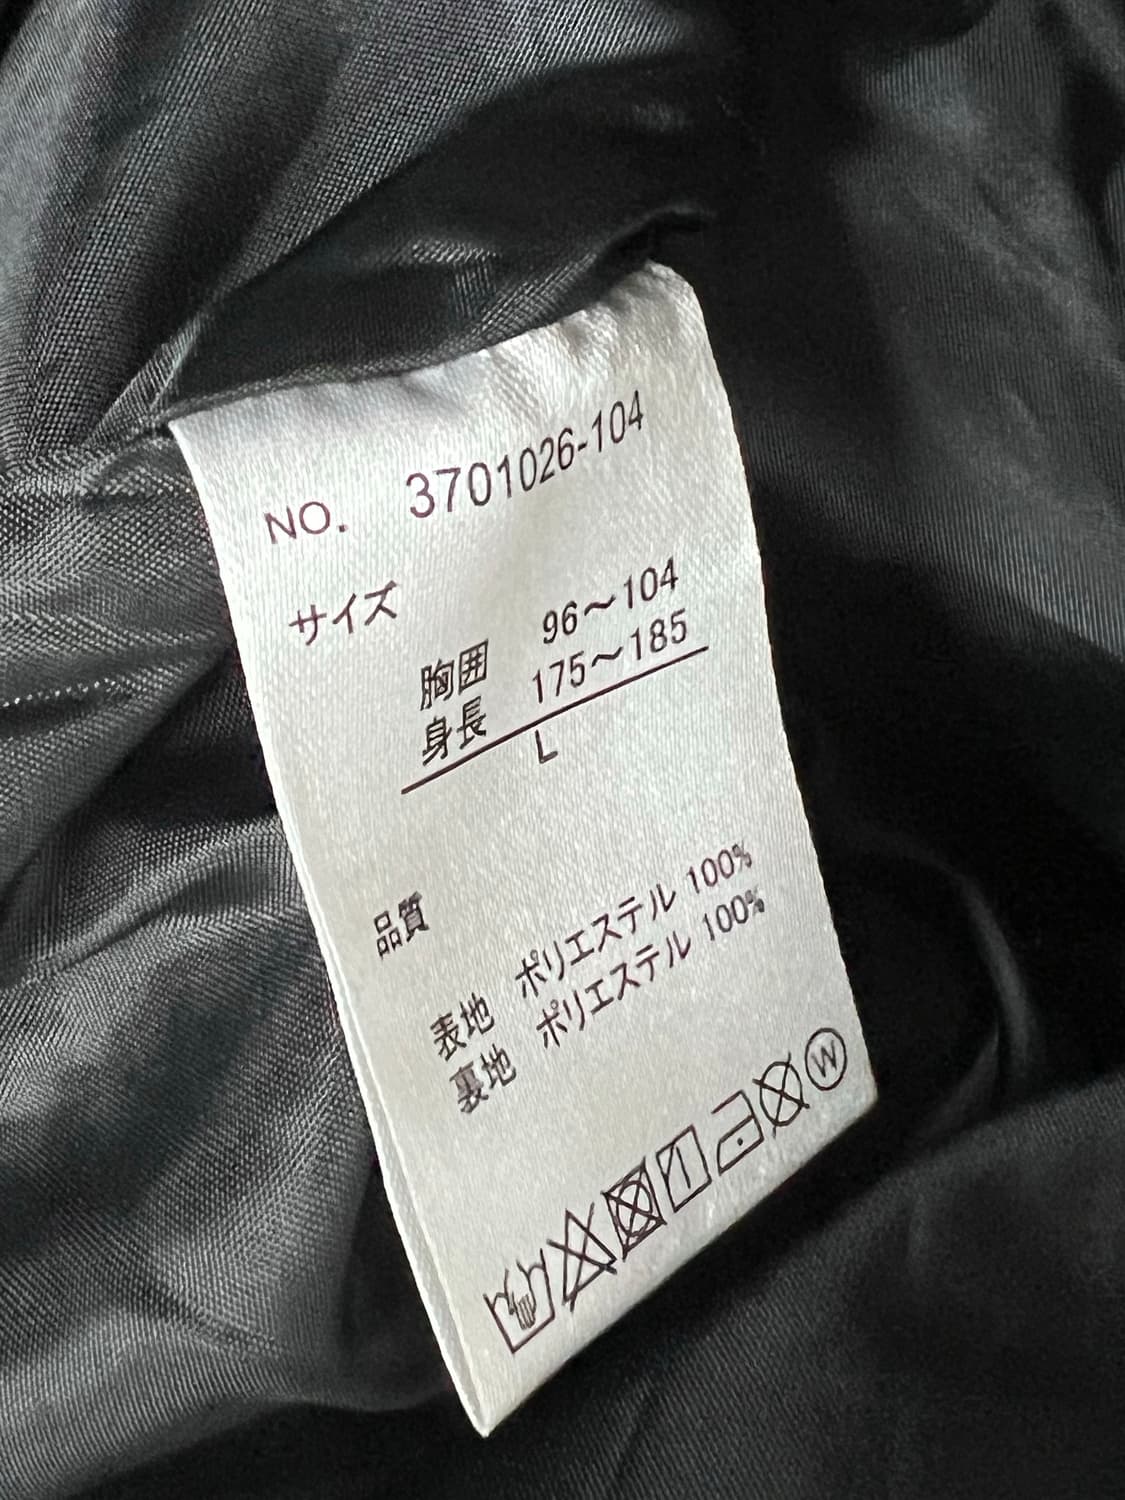 NO. 3701026-104
サイズ
胸囲 96～104
身長 175～185
L
品質
表地 ポリエステル 100%
裏地 ポリエステル 100%
W